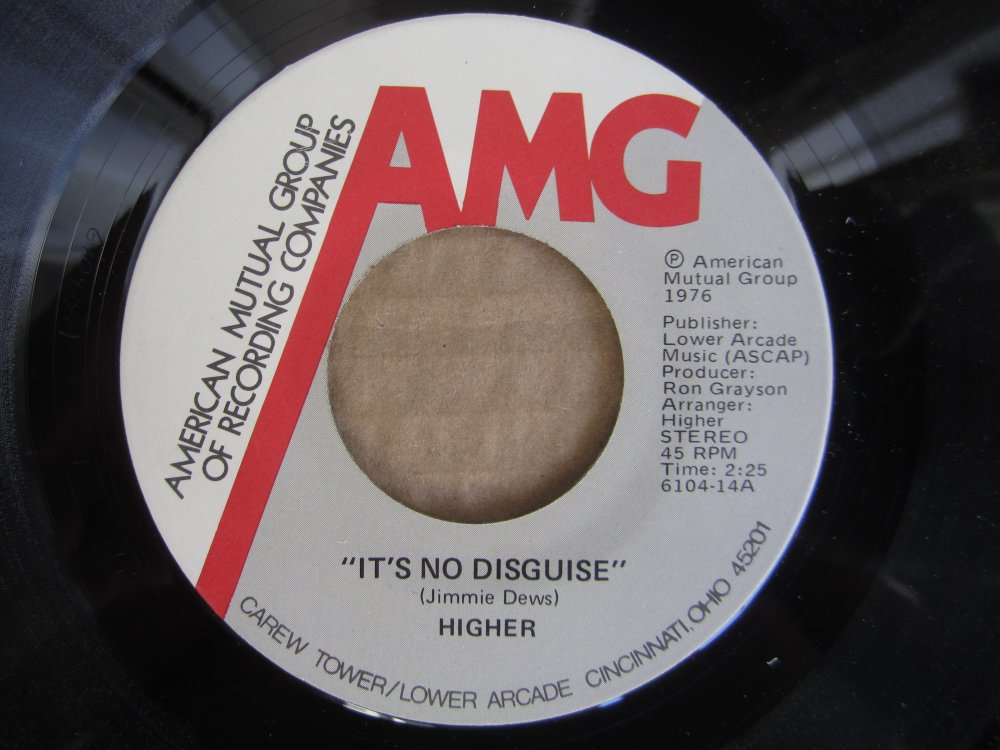 AMG
AMERICAN MUTUAL GROUP
OF RECORDING COMPANIES
Ⓟ American
Mutual Group
1976
Publisher:
Lower Arcade
Music (ASCAP)
Producer:
Ron Grayson
Arranger:
Higher
STEREO
45 RPM
Time: 2:25
6104-14A
"IT'S NO DISGUISE"
(Jimmie Dews)
HIGHER
CAREW TOWER/LOWER ARCADE CINCINNATI, OHIO 45201